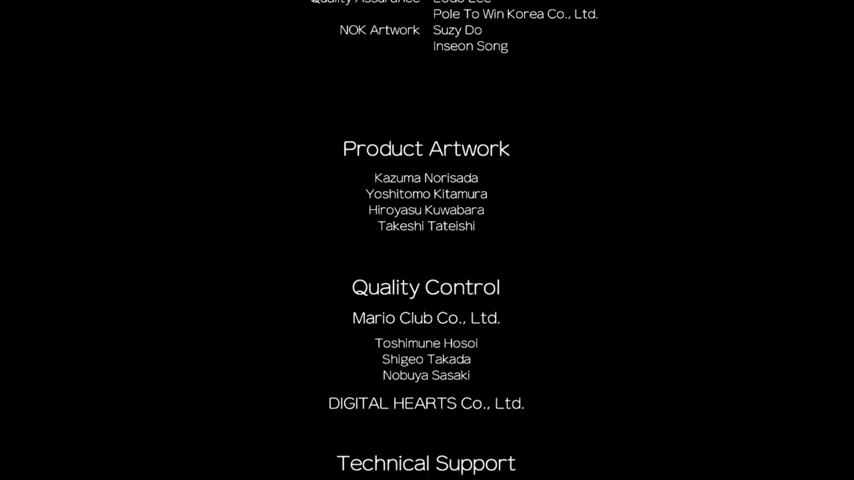 Quality Assurance
Pole To Win Korea Co., Ltd.
NOK Artwork Suzy Do
Inseon Song
Product Artwork
Kazuma Norisada
Yoshitomo Kitamura
Hiroyasu Kuwabara
Takeshi Tateishi
Quality Control
Mario Club Co., Ltd.
Toshimune Hosoi
Shigeo Takada
Nobuya Sasaki
DIGITAL HEARTS Co., Ltd.
Technical Support